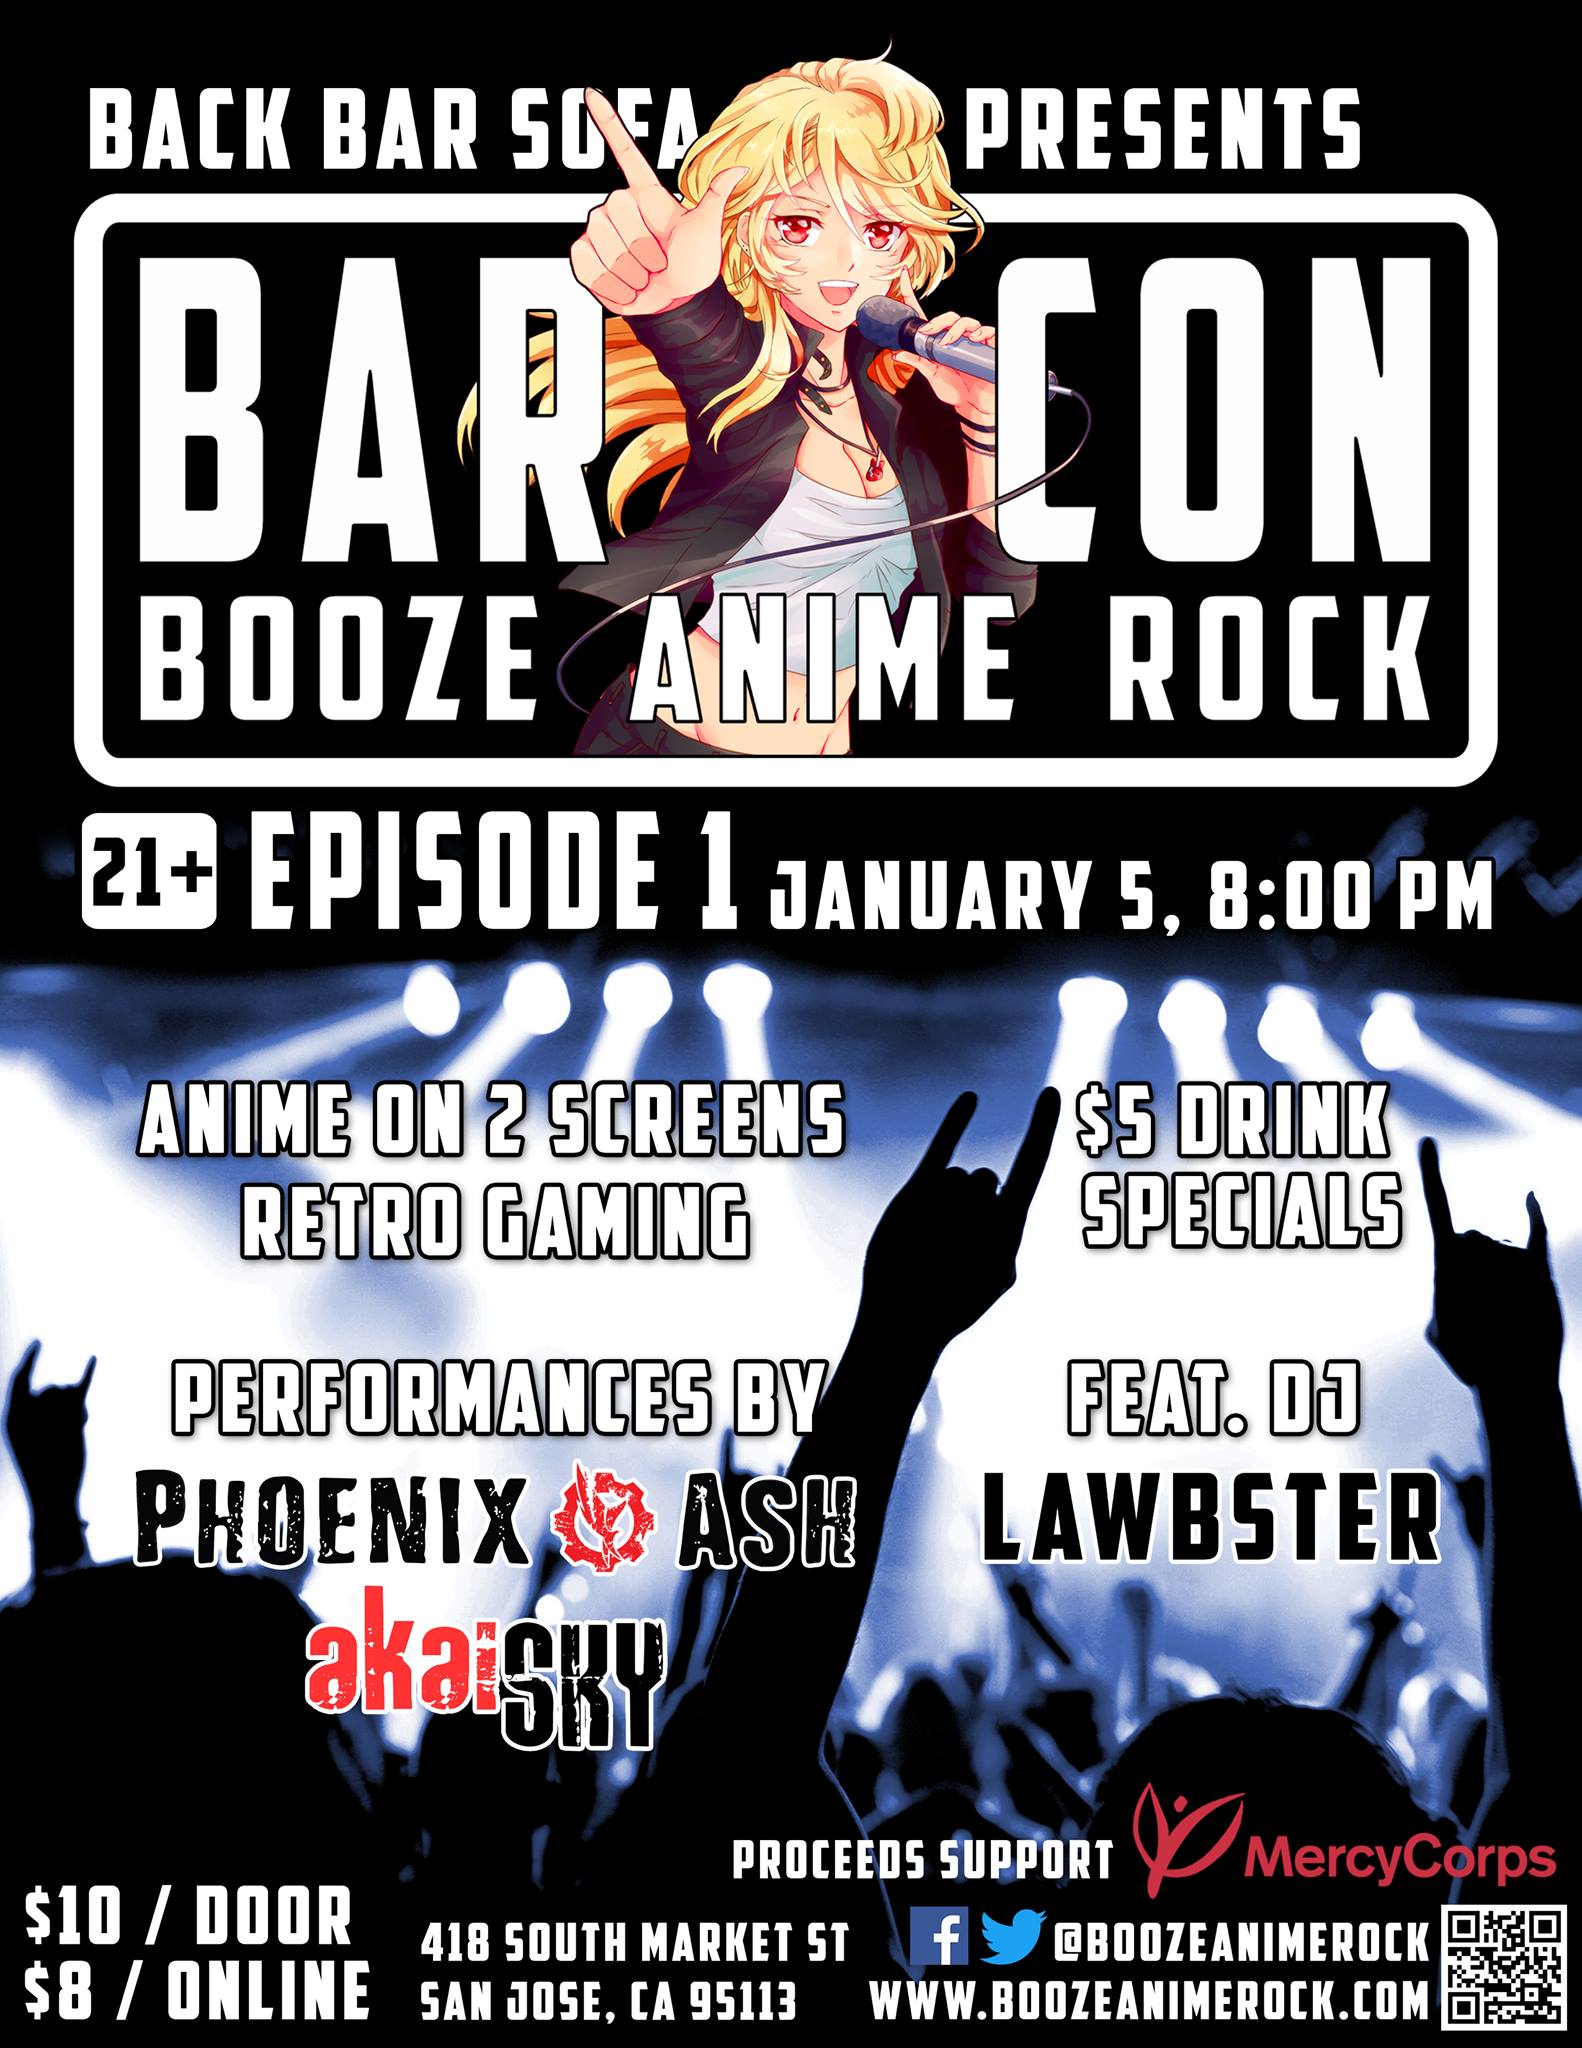 BACK BAR SOFA PRESENTS
BAR CON
BOOZE ANIME ROCK
21+ EPISODE 1 JANUARY 5, 8:00 PM
ANIME ON 2 SCREENS
RETRO GAMING
$5 DRINK
SPECIALS
PERFORMANCES BY
PHOENIX ASH
akaiSKY
FEAT. DJ
LAWBSTER
PROCEEDS SUPPORT MercyCorps
$10 / DOOR
$8 / ONLINE
418 SOUTH MARKET ST
SAN JOSE, CA 95113
f @BOOZEANIMEROCK
WWW.BOOZEANIMEROCK.COM